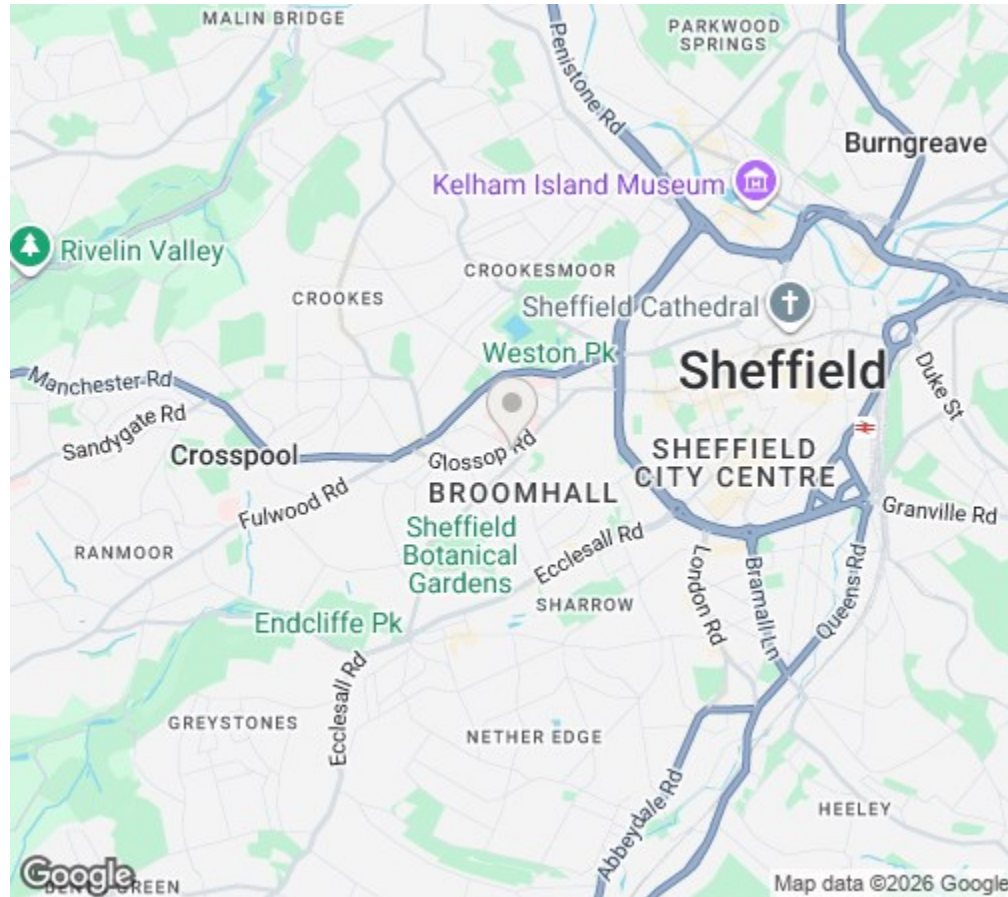 MALIN BRIDGE
PARKWOOD
SPRINGS
Penistone Rd
Burngreave
Kelham Island Museum
Rivelin Valley
CROOKESMOOR
CROOKES
Sheffield Cathedral
Weston Pk
Sheffield
Duke St
Manchester Rd
Sandygate Rd
Crosspool
Glossop Rd
SHEFFIELD
CITY CENTRE
Fulwood Rd
BROOMHALL
Granville Rd
RANMOOR
Sheffield
Botanical
Gardens
Ecclesall Rd
London Rd
Bramall Ln
Queens Rd
SHARROW
Endcliffe Pk
Ecclesall Rd
GREYSTONES
NETHER EDGE
Abbeydale Rd
HEELEY
Google
GREEN
Map data ©2026 Google